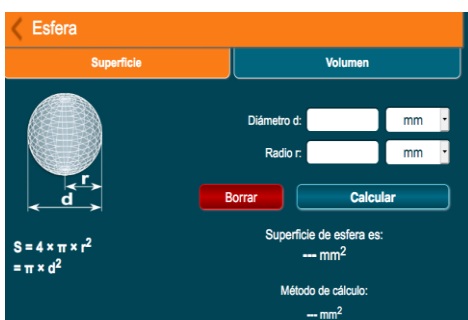 Esfera
Superficie
Volumen
Diámetro d:
mm
Radio r:
mm
r
d
Borrar
Calcular
S = 4 × π × r²
= π × d²
Superficie de esfera es:
--- mm²
Método de cálculo:
--- mm²